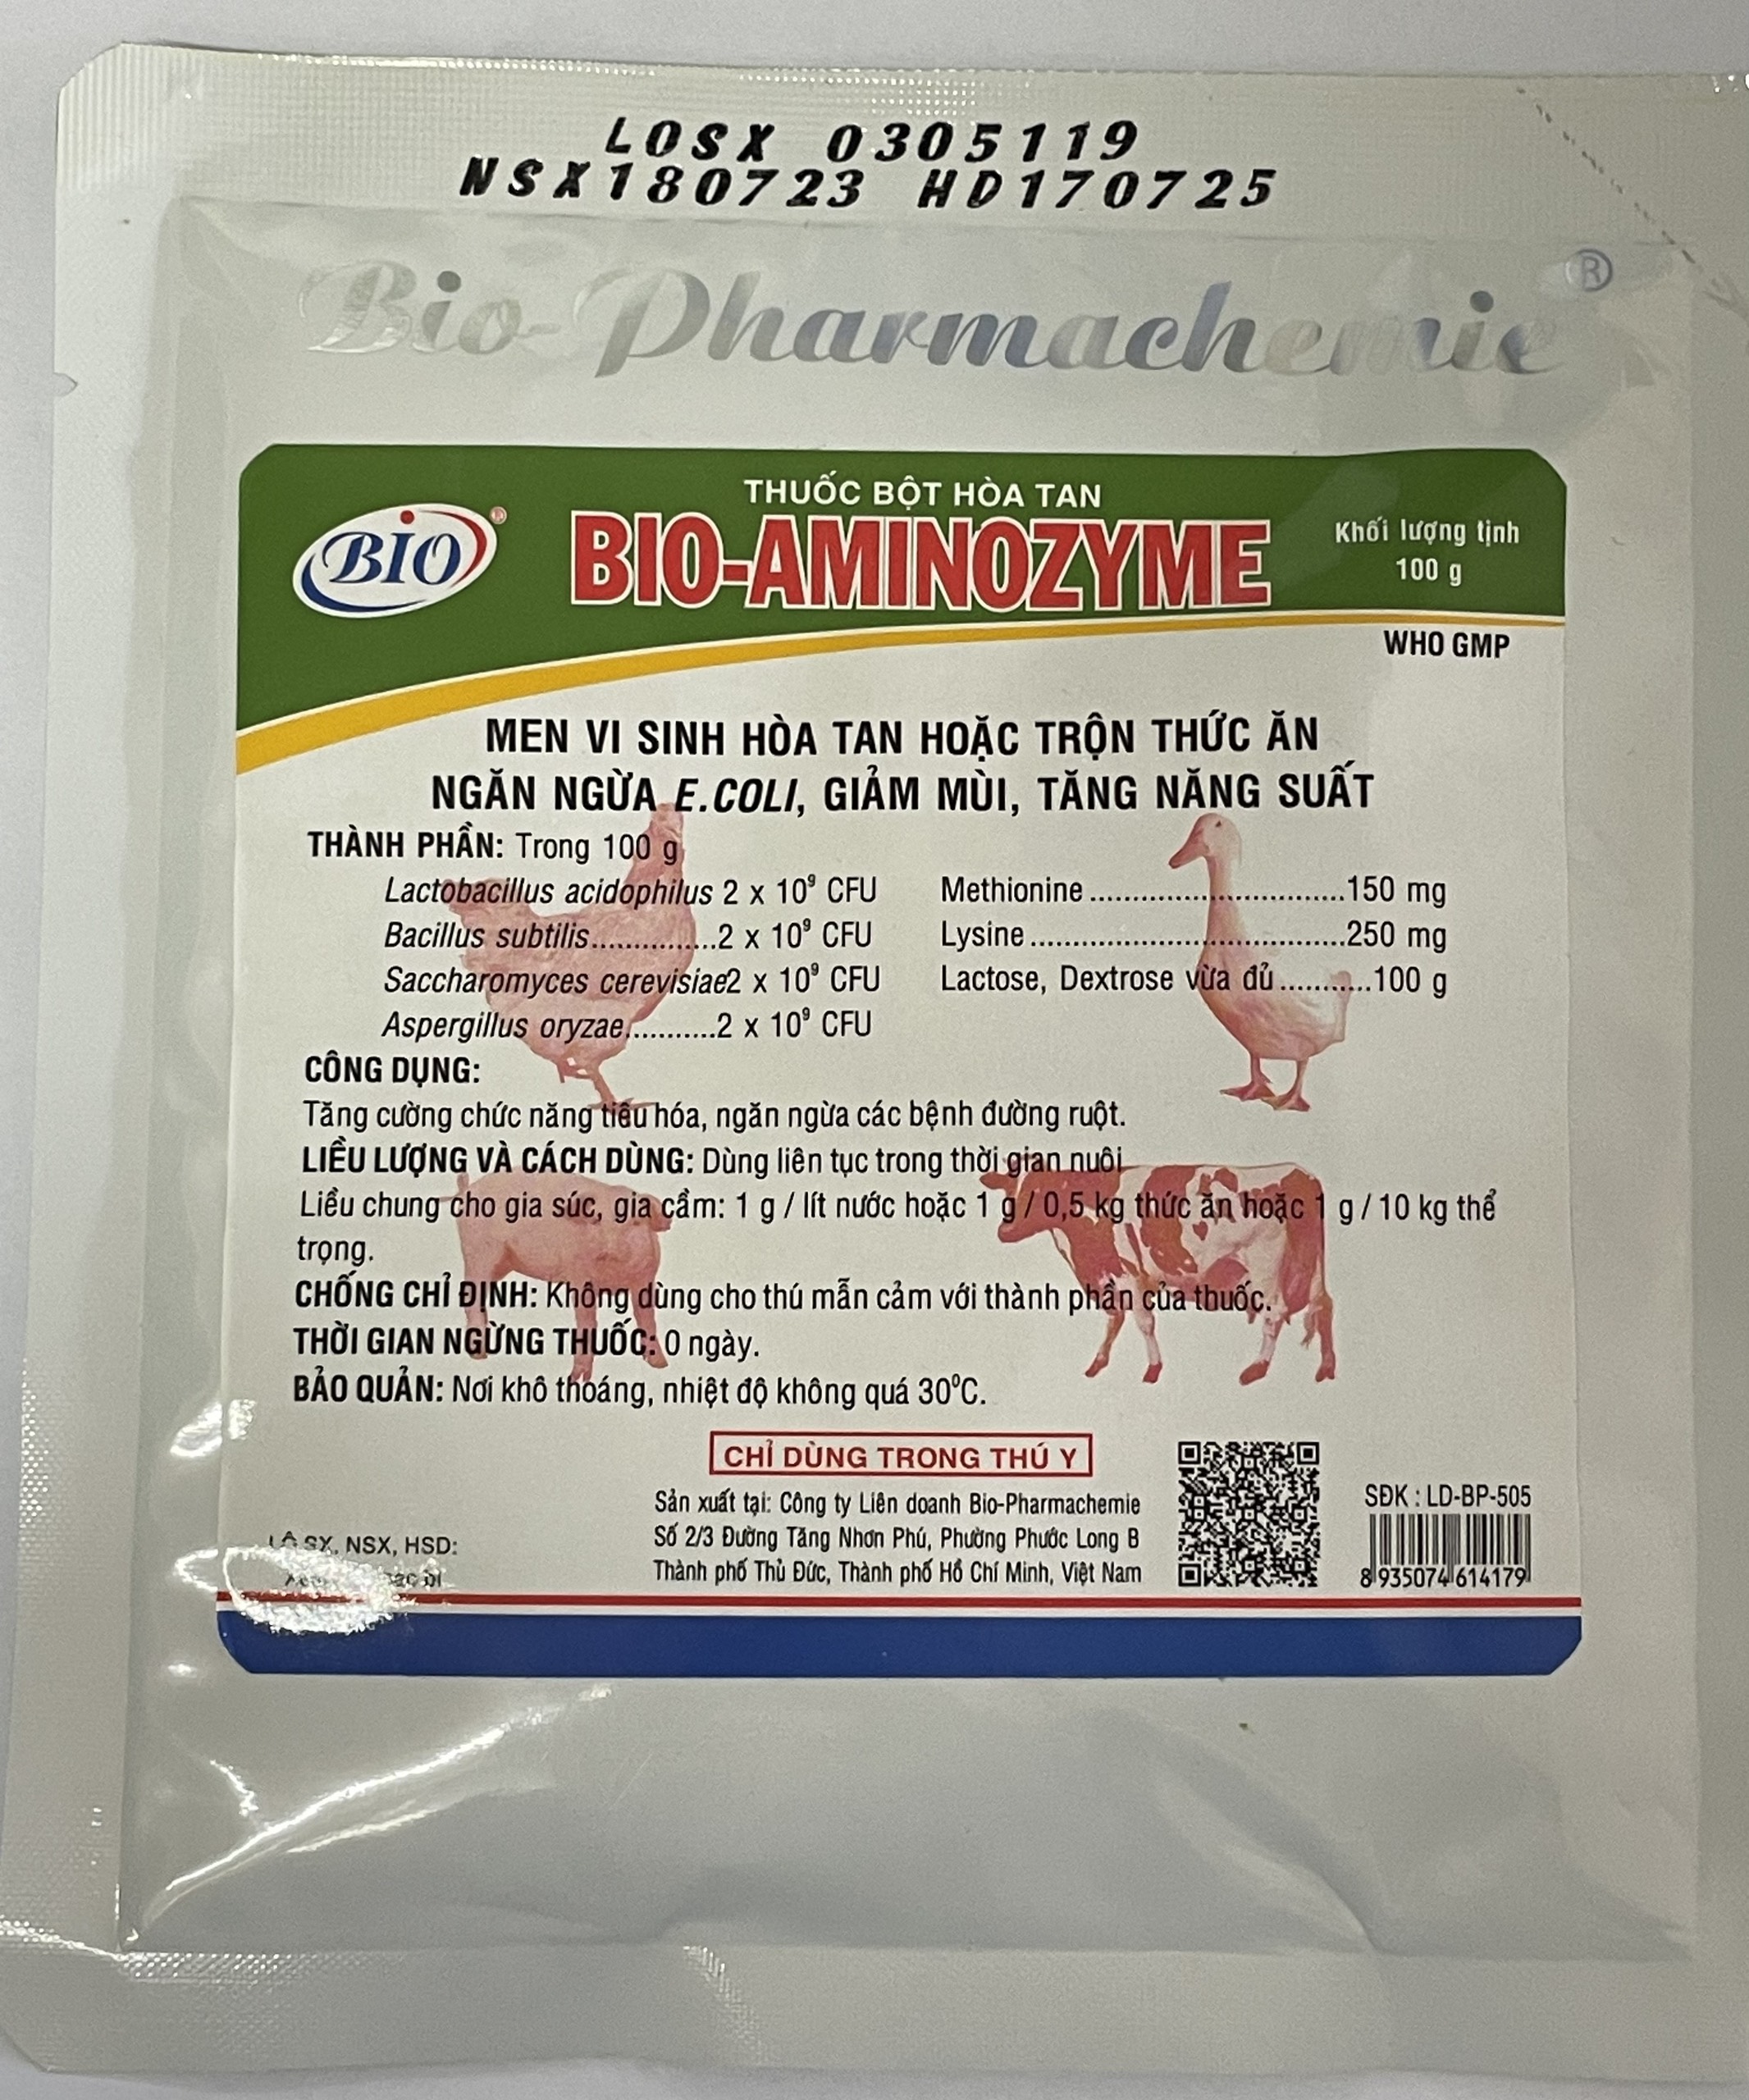 LOSX 0305119
NSX180723 HD170725
Bio-Pharmachemie®
THUỐC BỘT HÒA TAN
BIO®
BIO-AMINOZYME
Khối lượng tịnh
100 g
WHO GMP
MEN VI SINH HÒA TAN HOẶC TRỘN THỨC ĂN
NGĂN NGỪA E.COLI, GIẢM MÙI, TĂNG NĂNG SUẤT
THÀNH PHẦN: Trong 100 g
Lactobacillus acidophilus 2 x 10⁹ CFU
Bacillus subtilis...............2 x 10⁹ CFU
Saccharomyces cerevisiae2 x 10⁹ CFU
Aspergillus oryzae...........2 x 10⁹ CFU
Methionine..............................150 mg
Lysine.....................................250 mg
Lactose, Dextrose vừa đủ...........100 g
CÔNG DỤNG:
Tăng cường chức năng tiêu hóa, ngăn ngừa các bệnh đường ruột.
LIỀU LƯỢNG VÀ CÁCH DÙNG: Dùng liên tục trong thời gian nuôi
Liều chung cho gia súc, gia cầm: 1 g / lít nước hoặc 1 g / 0,5 kg thức ăn hoặc 1 g / 10 kg thể
trọng.
CHỐNG CHỈ ĐỊNH: Không dùng cho thú mẫn cảm với thành phần của thuốc.
THỜI GIAN NGỪNG THUỐC: 0 ngày.
BẢO QUẢN: Nơi khô thoáng, nhiệt độ không quá 30⁰C.
CHỈ DÙNG TRONG THÚ Y
Sản xuất tại: Công ty Liên doanh Bio-Pharmachemie
Số 2/3 Đường Tăng Nhơn Phú, Phường Phước Long B
Thành phố Thủ Đức, Thành phố Hồ Chí Minh, Việt Nam
LÔ SX, NSX, HSD:
SĐK : LD-BP-505
8 935074 614179